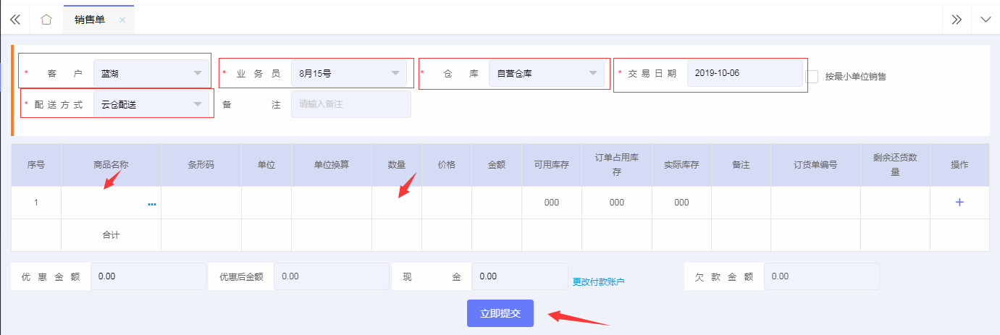 销售单
* 客 户 蓝湖 * 业务员 8月15号 * 仓 库 自营仓库 * 交易日期 2019-10-06 按最小单位销售
* 配送方式 云仓配送 备 注 请输入备注
序号 商品名称 条形码 单位 单位换算 数量 价格 金额 可用库存 订单占用库存 实际库存 备注 订货单编号 剩余还货数量 操作
1 ... 000 000 000 +
合计
优惠金额 0.00 优惠后金额 0.00 现 金 0.00 更改付款账户 欠款金额 0.00
立即提交